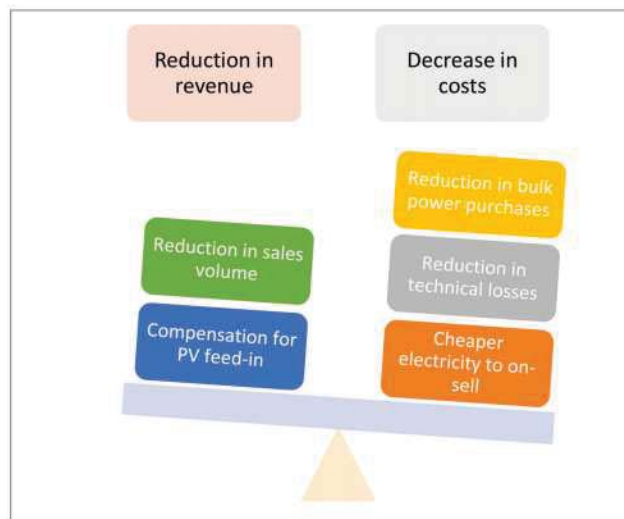 Reduction in
revenue
Decrease in
costs
Reduction in bulk
power purchases
Reduction in sales
volume
Reduction in
technical losses
Compensation for
PV feed-in
Cheaper
electricity to on-
sell